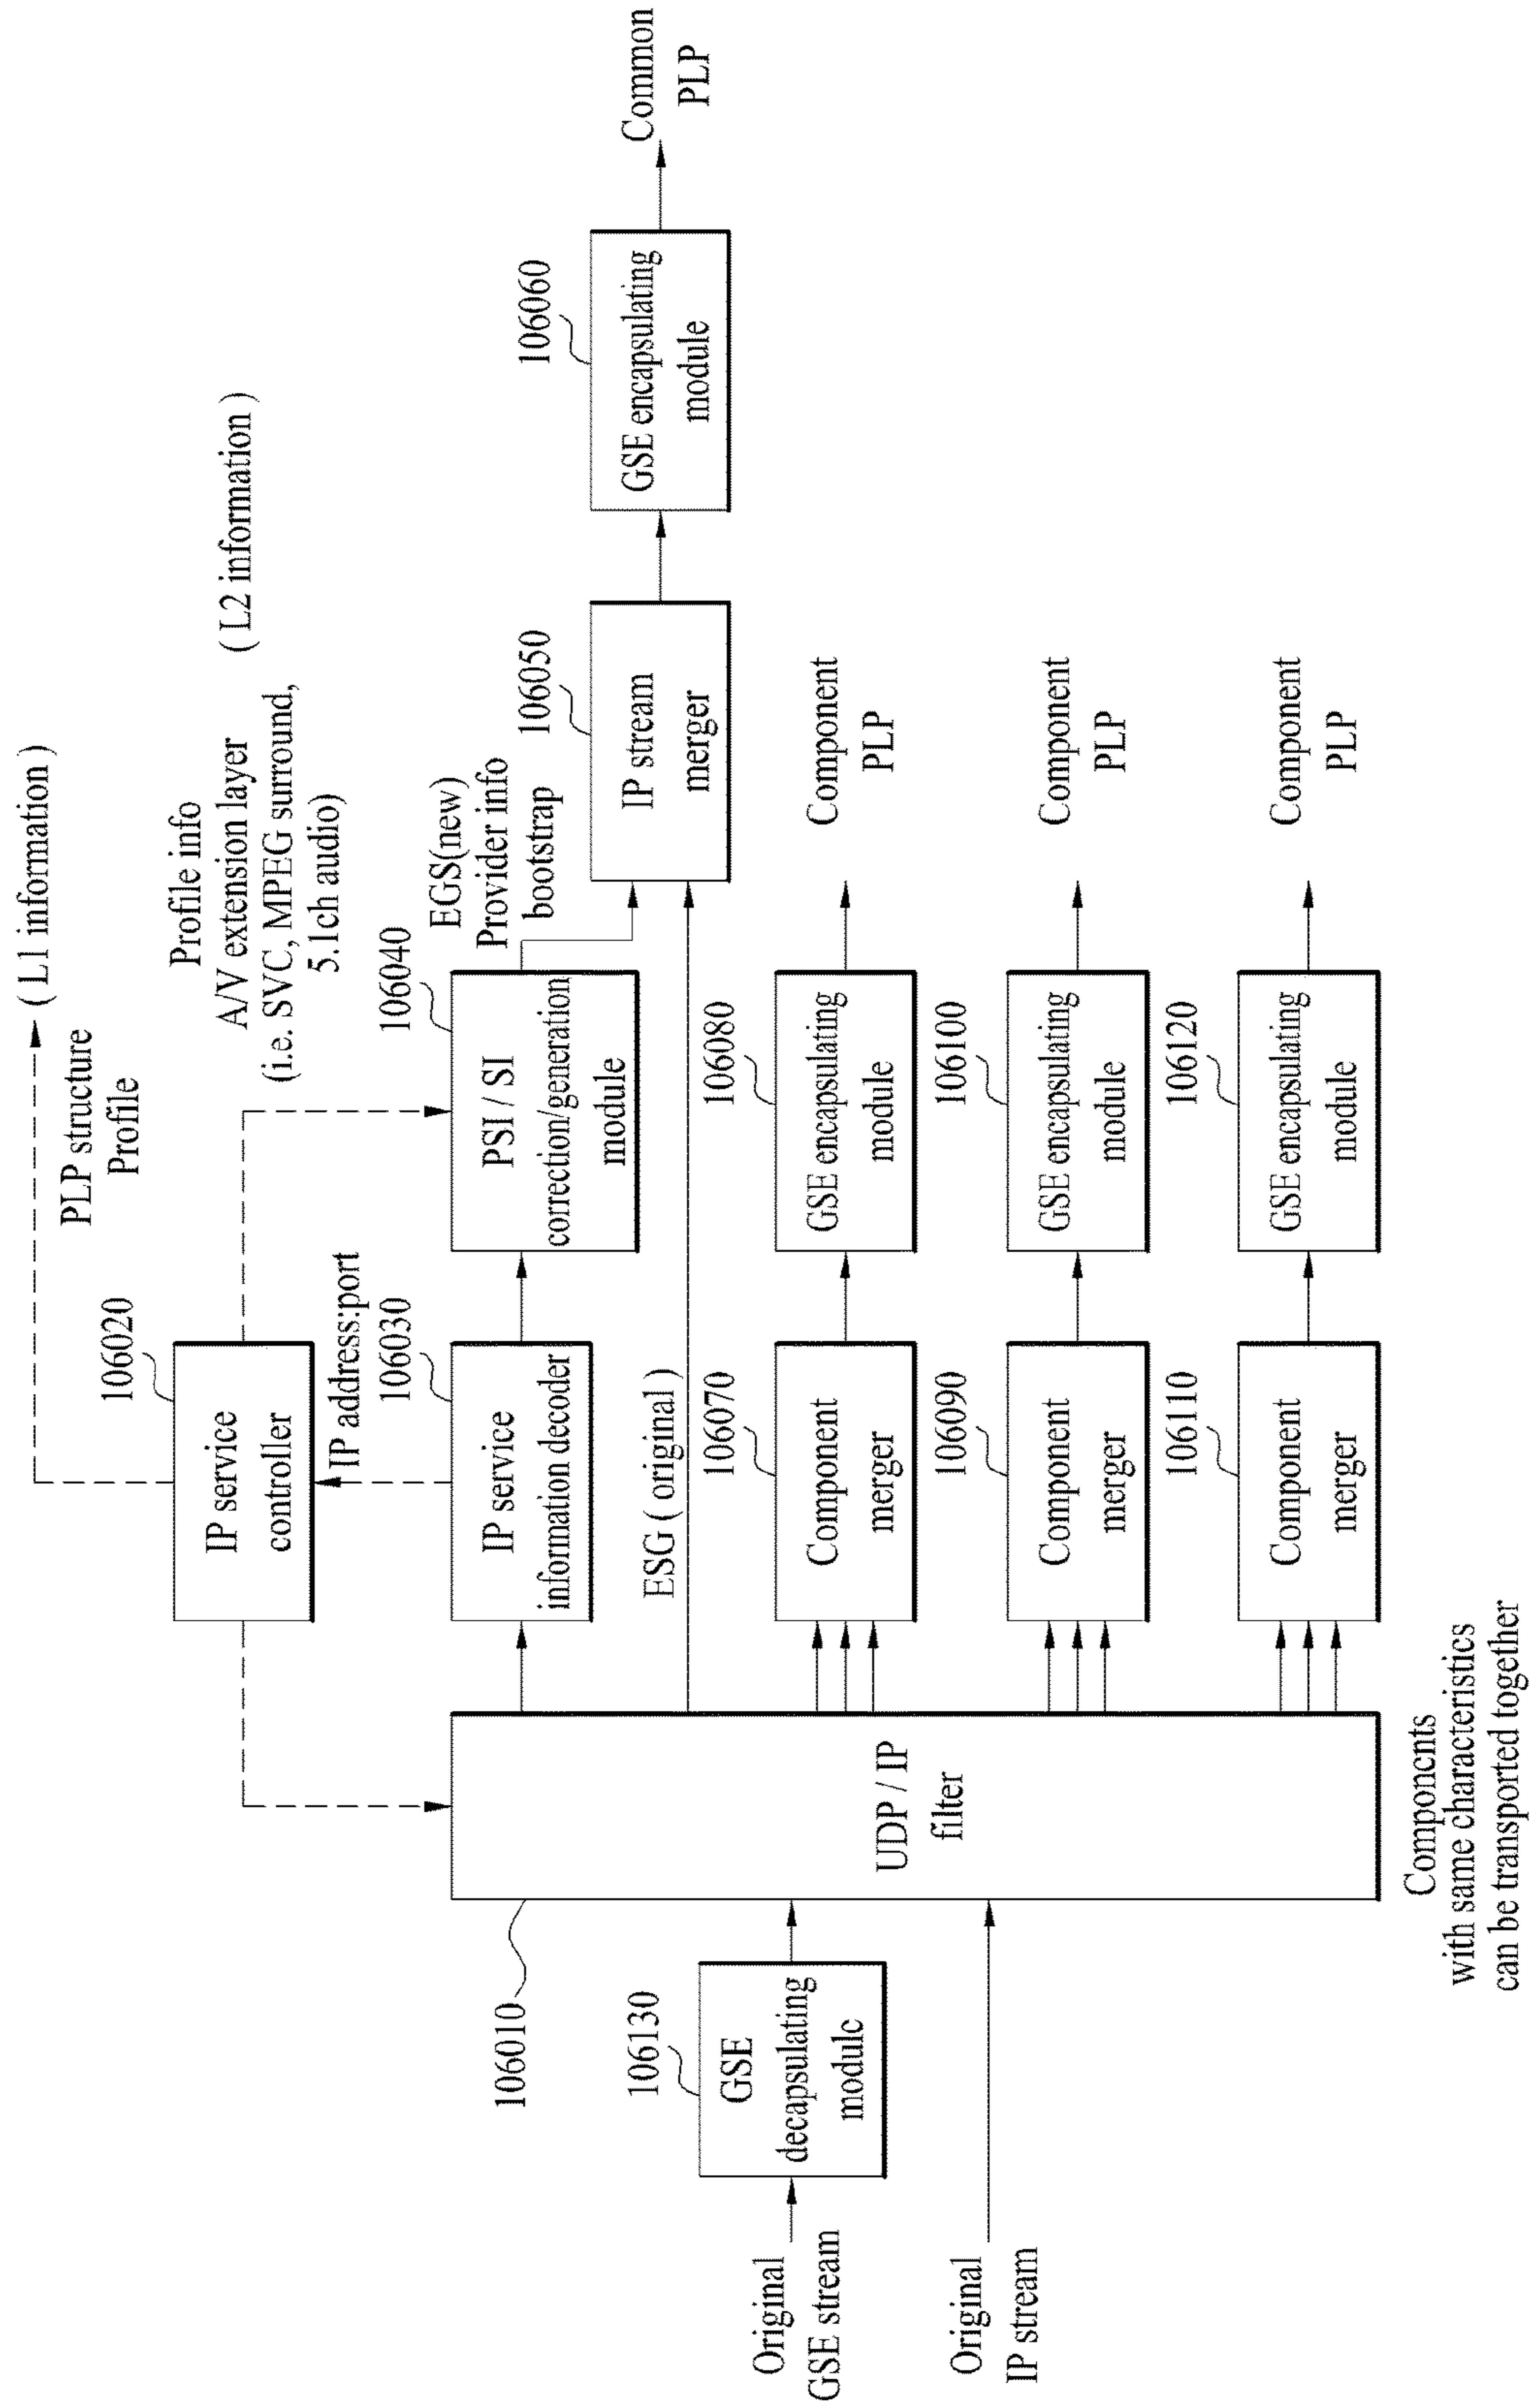 ( L1 information )
PLP structure
Profile
Profile info
A/V extension layer
(i.e. SVC, MPEG surround,
5.1ch audio)
( L2 information )
106020
IP service
controller
IP address:port
106030
IP service
information decoder
106040
PSI / SI
correction/generation
module
EGS(new)
Provider info
bootstrap
106050
IP stream
merger
106060
GSE encapsulating
module
Common
PLP
ESG ( original )
106010
UDP / IP
filter
106130
GSE
decapsulating
module
Original
GSE stream
Original
IP stream
106070
Component
merger
106080
GSE encapsulating
module
Component
PLP
106090
Component
merger
106100
GSE encapsulating
module
Component
PLP
106110
Component
merger
106120
GSE encapsulating
module
Component
PLP
Components
with same characteristics
can be transported together